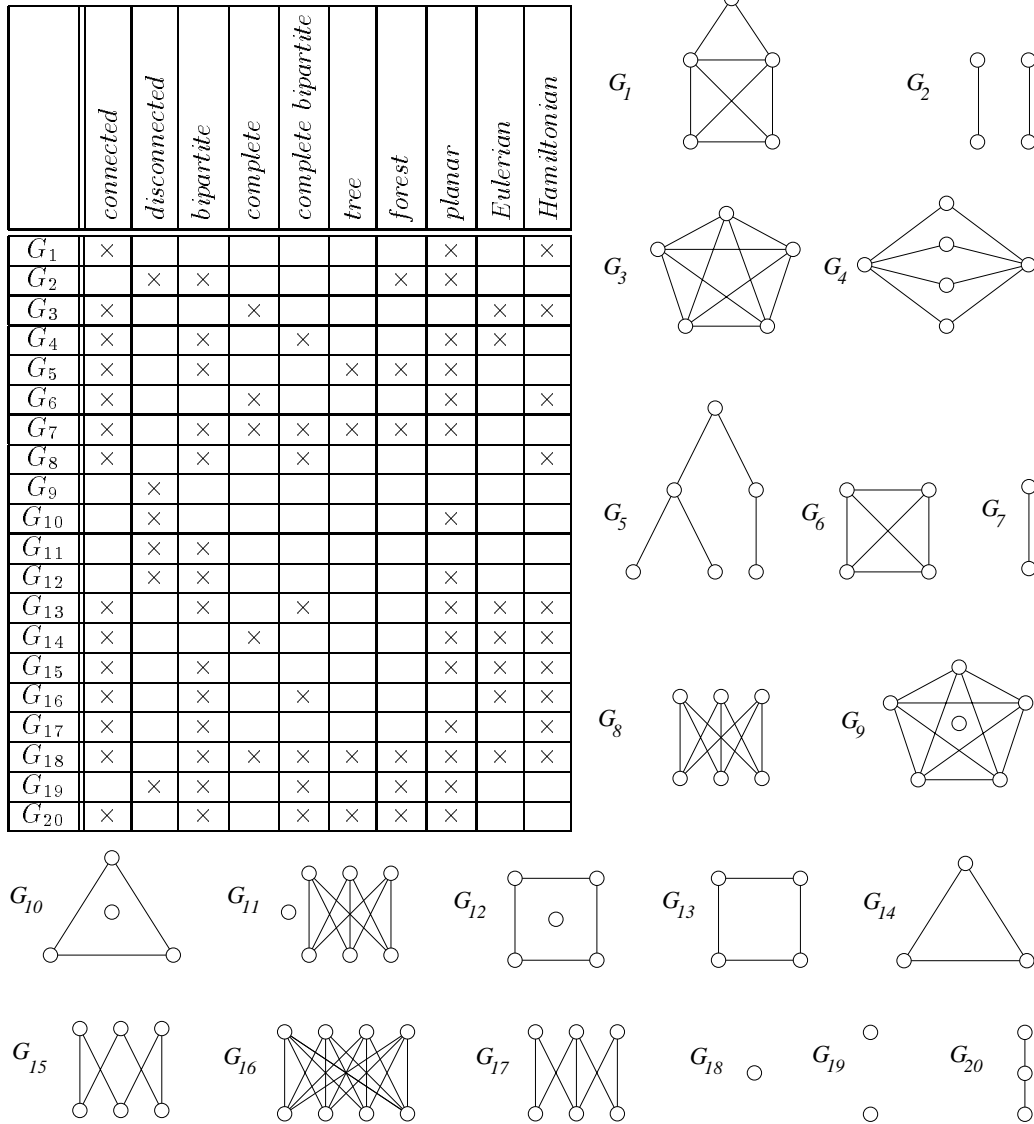 connected disconnected bipartite complete complete bipartite tree forest planar Eulerian Hamiltonian
G1 × × ×
G2 × × × ×
G3 × × × ×
G4 × × × × ×
G5 × × × × ×
G6 × × × ×
G7 × × × × × × ×
G8 × × × ×
G9 ×
G10 × ×
G11 × ×
G12 × × ×
G13 × × × × × ×
G14 × × × × ×
G15 × × × × ×
G16 × × × × ×
G17 × × × ×
G18 × × × × × × × × ×
G19 × × × × ×
G20 × × × × × ×
G1 G2
G3 G4
G5 G6 G7
G8 G9
G10 G11 G12 G13 G14
G15 G16 G17 G18 G19 G20